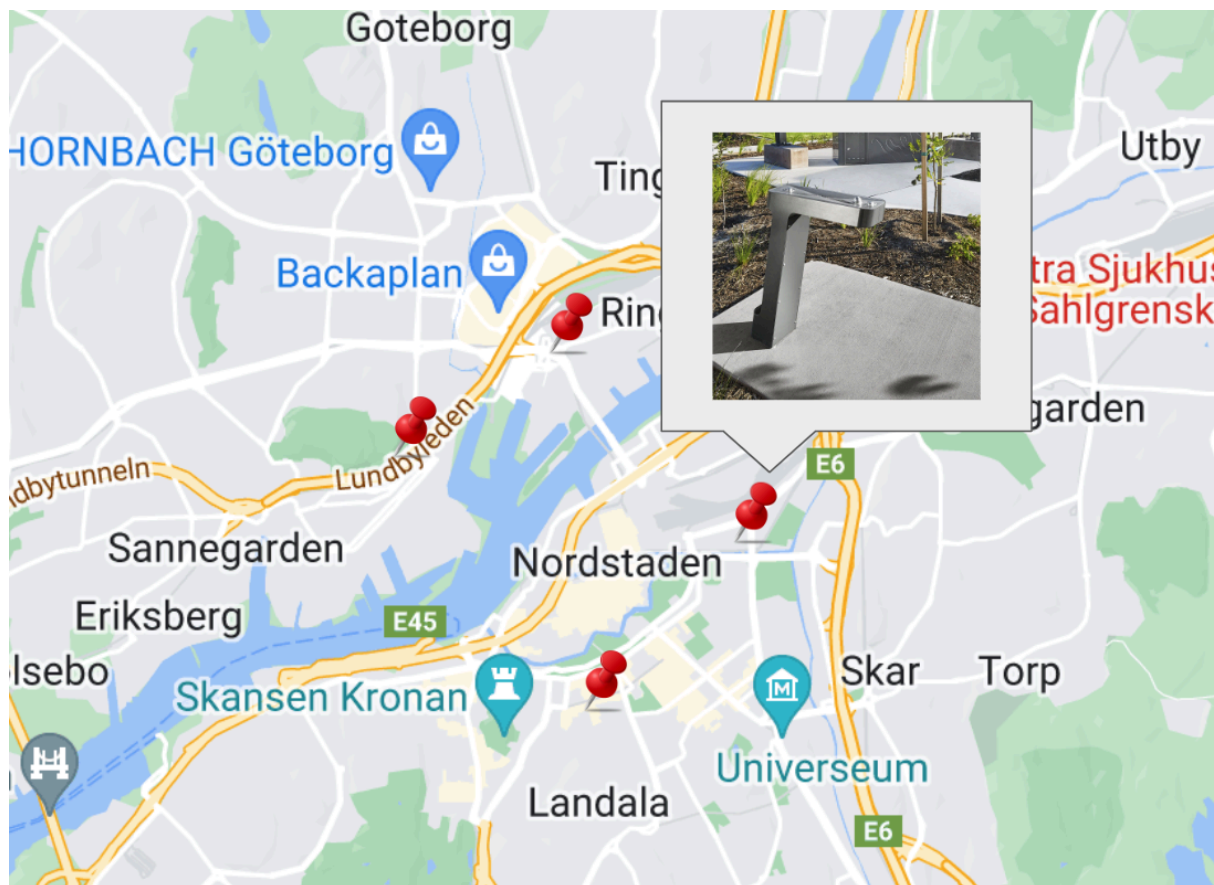 Goteborg
HORNBACH Göteborg
Utby
Ting
Backaplan
tra Sjukhus
Sahlgrensk
Ring
garden
Lundbyleden
dbytunneln
E6
Sannegarden
Nordstaden
Eriksberg
E45
lsebo
Skansen Kronan
Skar
Torp
M
Universeum
Landala
E6